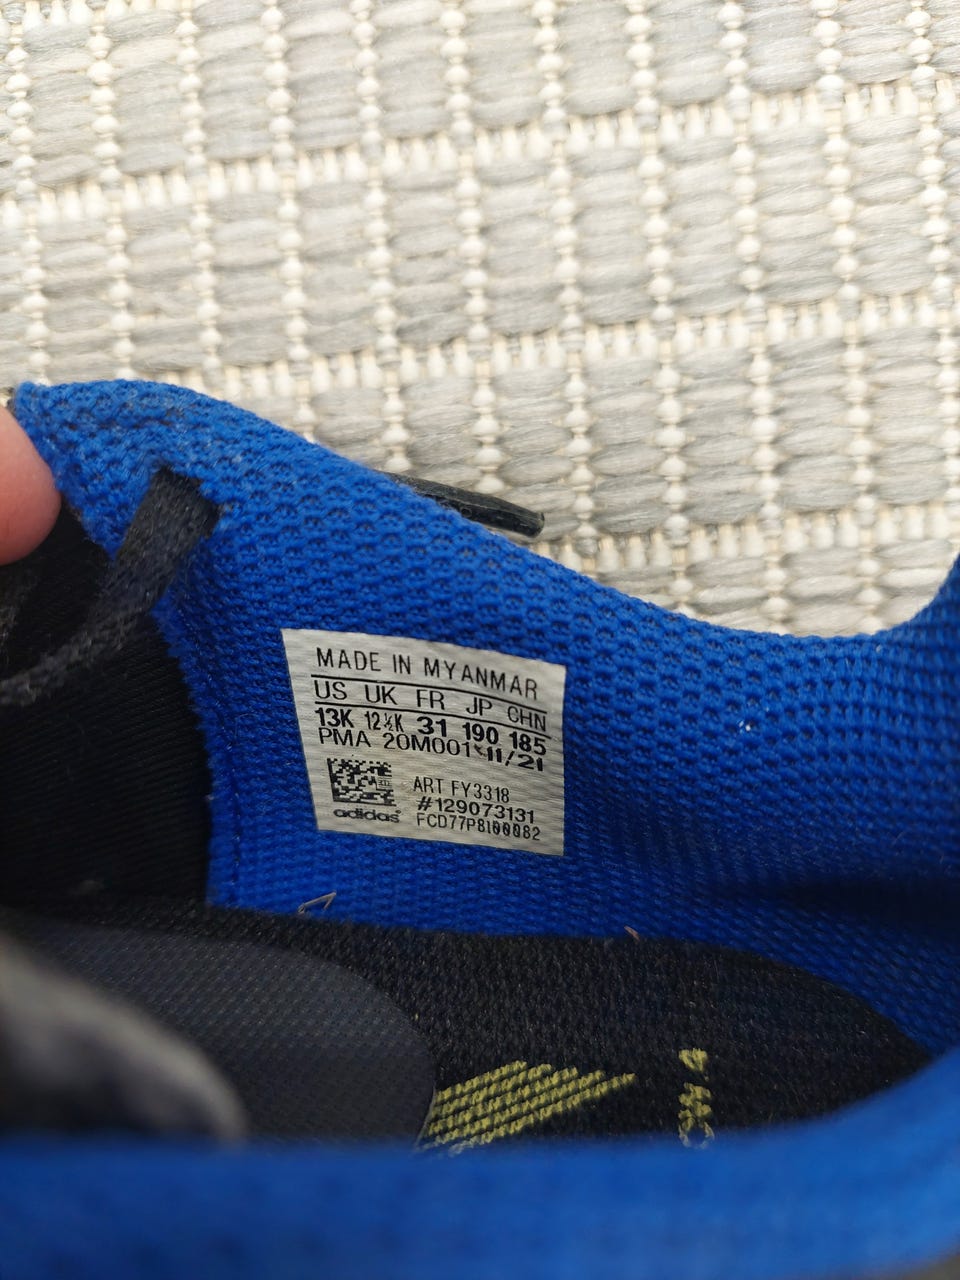 MADE IN MYANMAR
US UK FR JP CHN
13K 12½K 31 190 185
PMA 20M001 11/21
ART FY3318
#129073131
adidas FCD77P8100082